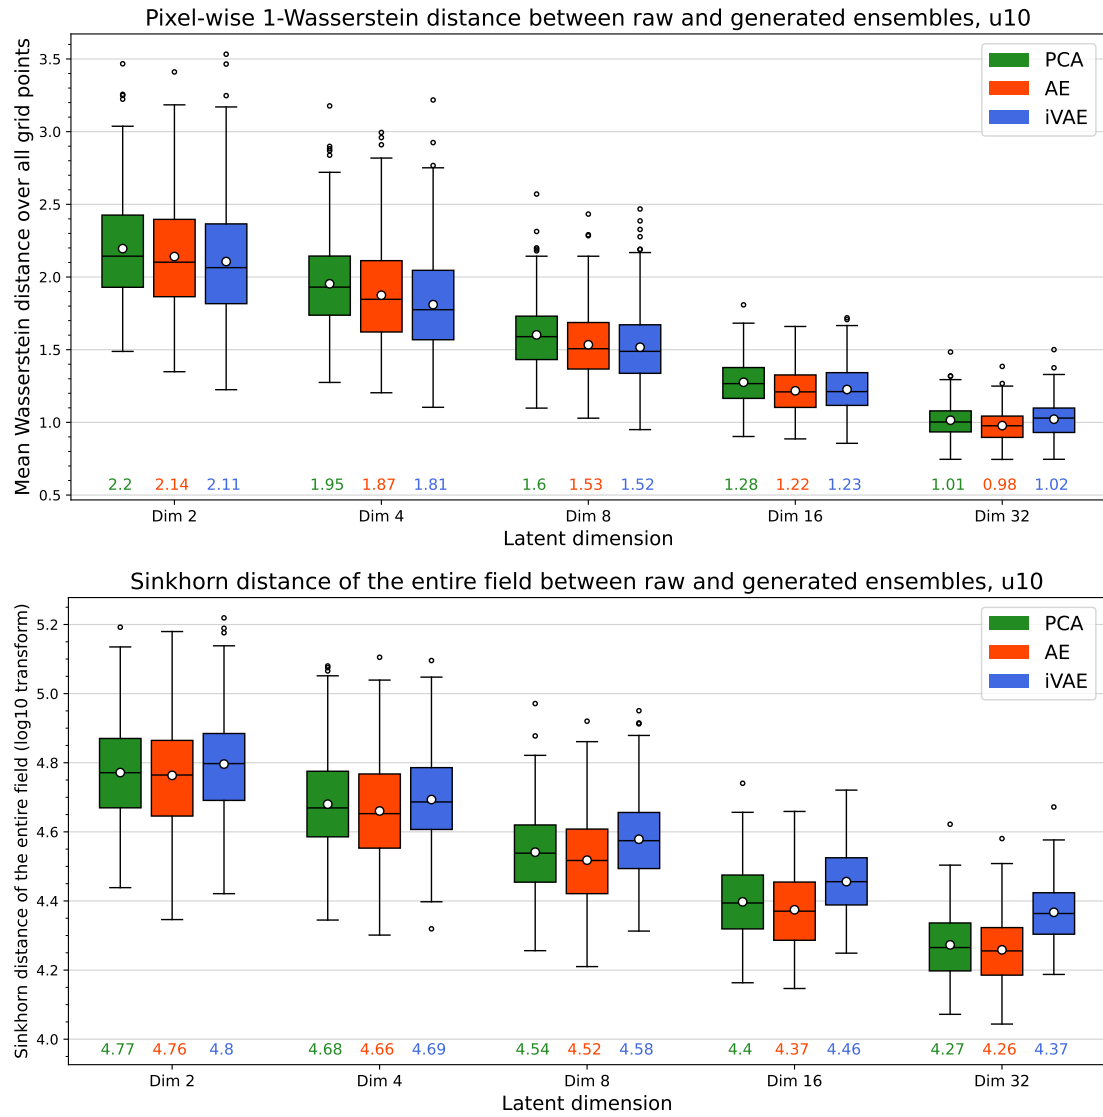 Pixel-wise 1-Wasserstein distance between raw and generated ensembles, u10
Mean Wasserstein distance over all grid points
3.5
3.0
2.5
2.0
1.5
1.0
0.5
PCA
AE
iVAE
2.2 2.14 2.11 1.95 1.87 1.81 1.6 1.53 1.52 1.28 1.22 1.23 1.01 0.98 1.02
Dim 2 Dim 4 Dim 8 Dim 16 Dim 32
Latent dimension
Sinkhorn distance of the entire field between raw and generated ensembles, u10
Sinkhorn distance of the entire field (log10 transform)
5.2
5.0
4.8
4.6
4.4
4.2
4.0
PCA
AE
iVAE
4.77 4.76 4.8 4.68 4.66 4.69 4.54 4.52 4.58 4.4 4.37 4.46 4.27 4.26 4.37
Dim 2 Dim 4 Dim 8 Dim 16 Dim 32
Latent dimension